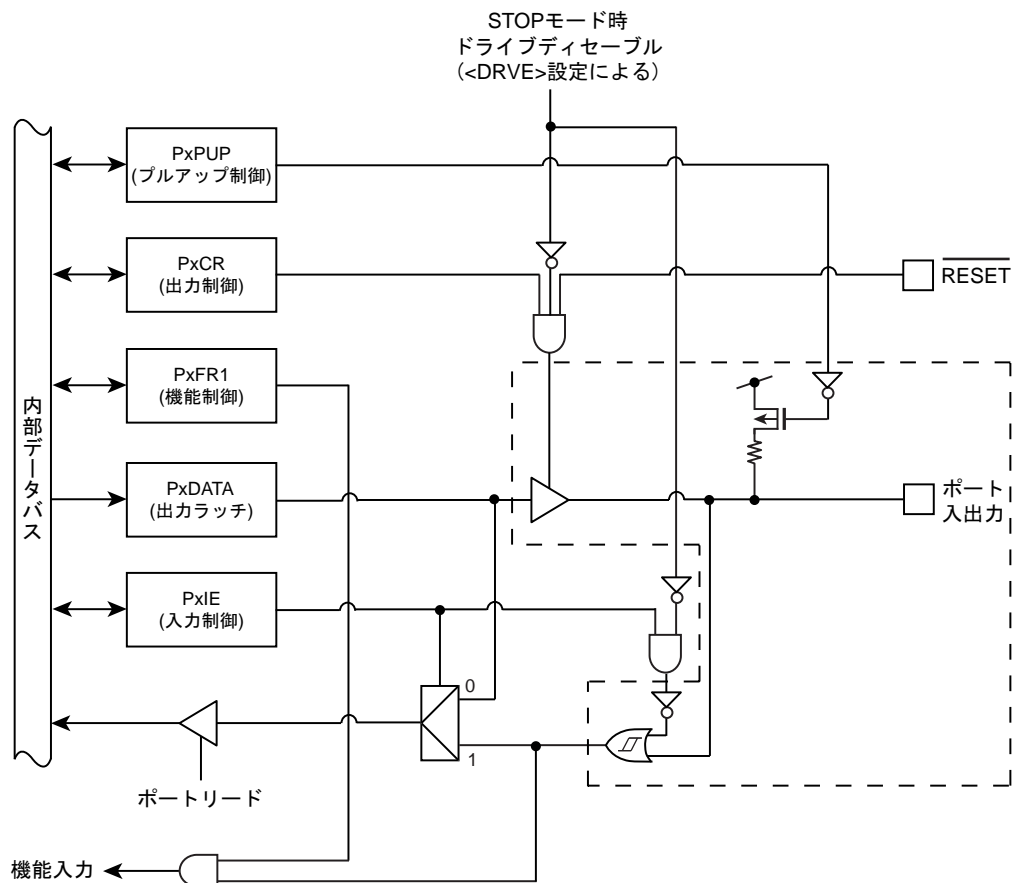 STOPモード時
ドライブディセーブル
(<DRVE>設定による)
PxPUP
(プルアップ制御)
PxCR
(出力制御)
RESET
PxFR1
(機能制御)
内部データバス
PxDATA
(出力ラッチ)
ポート
入出力
PxIE
(入力制御)
0
1
ポートリード
機能入力